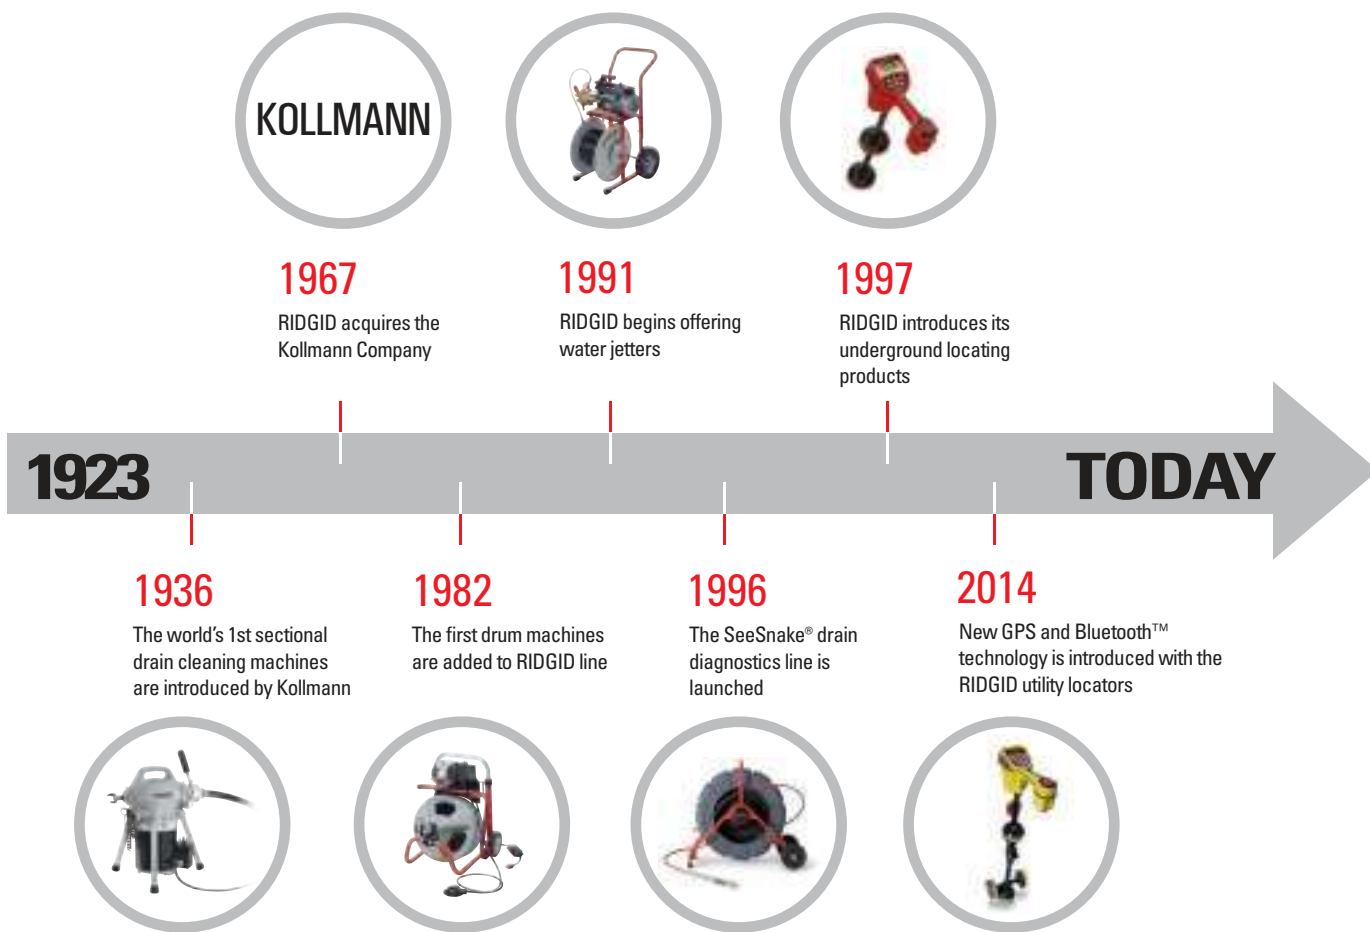 KOLLMANN
1967
RIDGID acquires the
Kollmann Company
1991
RIDGID begins offering
water jetters
1997
RIDGID introduces its
underground locating
products
1923
TODAY
1936
The world's 1st sectional
drain cleaning machines
are introduced by Kollmann
1982
The first drum machines
are added to RIDGID line
1996
The SeeSnake® drain
diagnostics line is
launched
2014
New GPS and Bluetooth™
technology is introduced with the
RIDGID utility locators